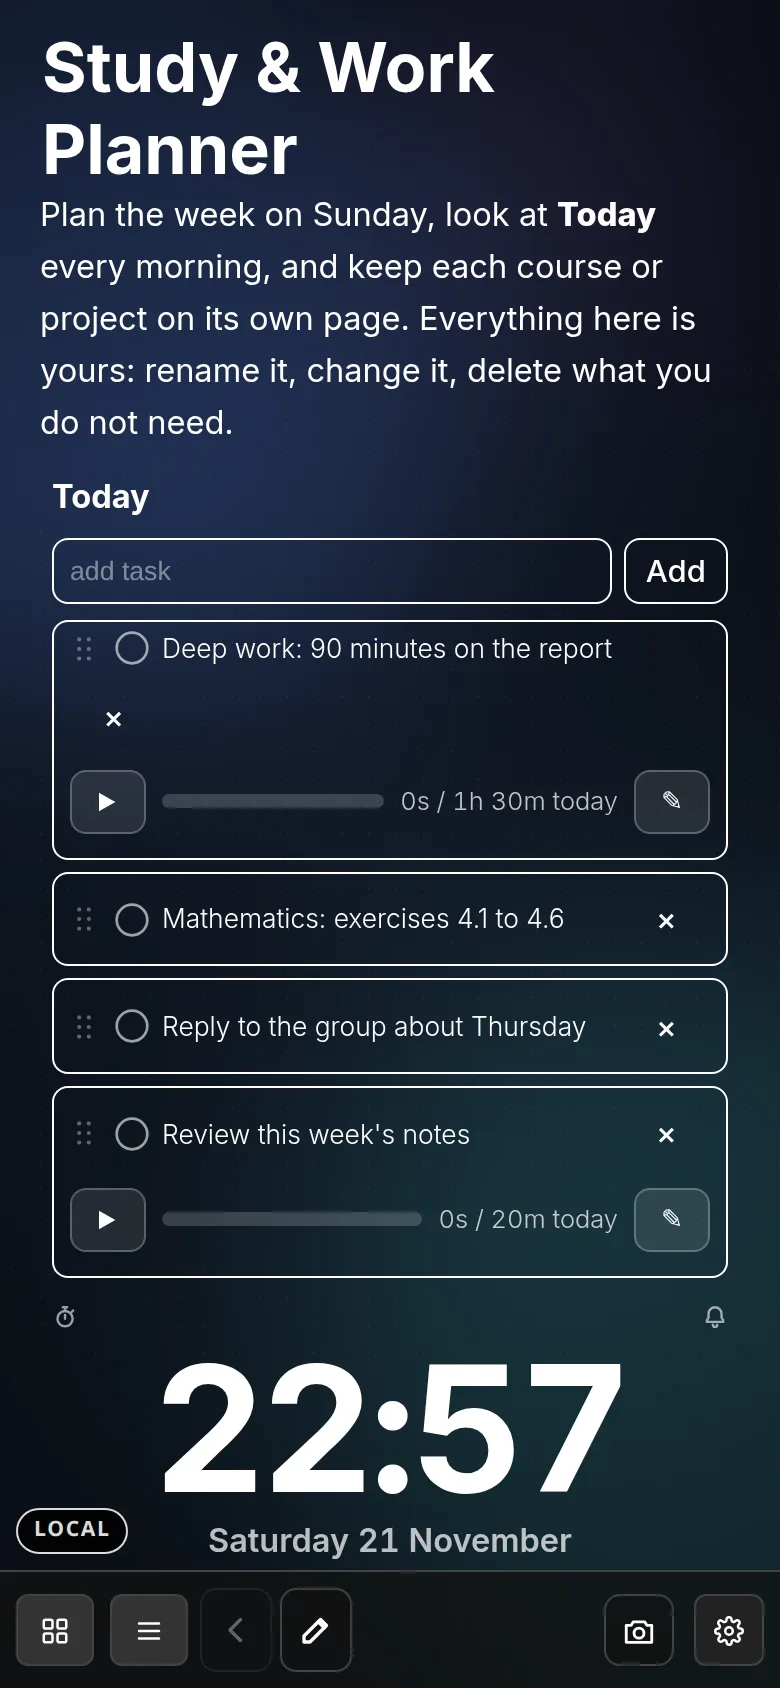 Study & Work
Planner
Plan the week on Sunday, look at Today
every morning, and keep each course or
project on its own page. Everything here is
yours: rename it, change it, delete what you
do not need.
Today
add task
Add
Deep work: 90 minutes on the report
0s / 1h 30m today
Mathematics: exercises 4.1 to 4.6
Reply to the group about Thursday
Review this week's notes
0s / 20m today
22:57
LOCAL
Saturday 21 November